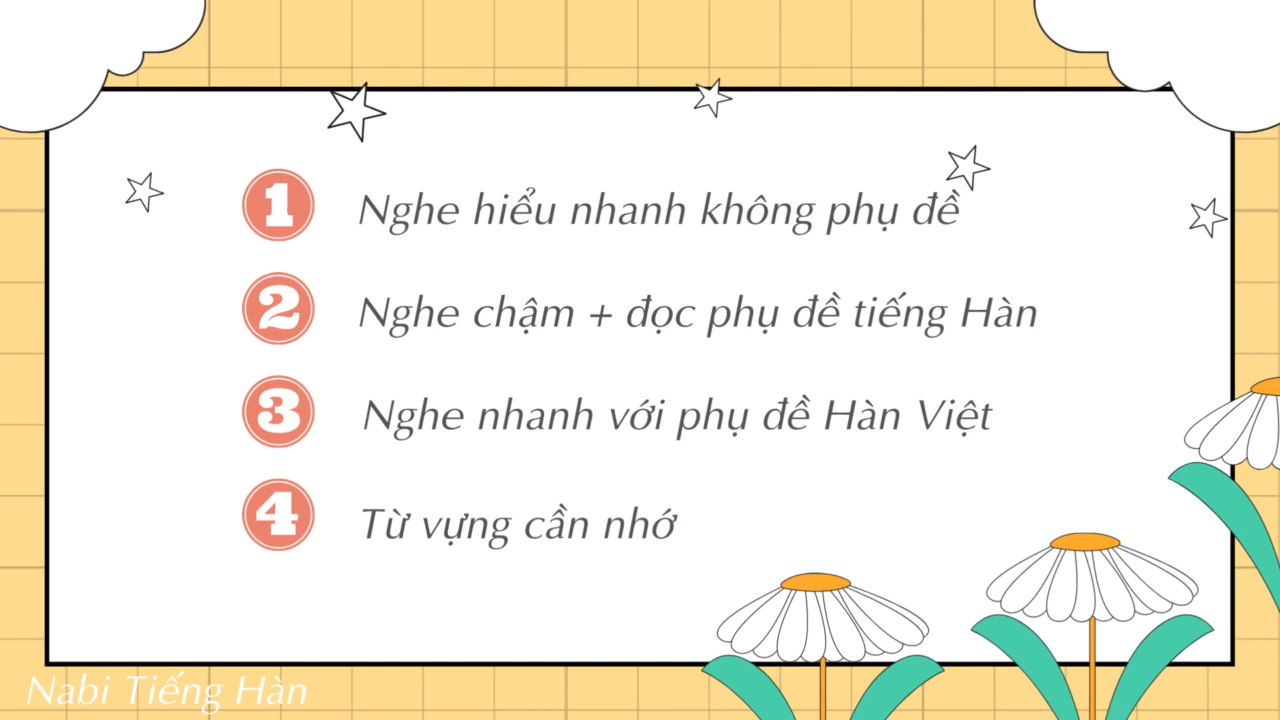 1 Nghe hiểu nhanh không phụ đề
2 Nghe chậm + đọc phụ đề tiếng Hàn
3 Nghe nhanh với phụ đề Hàn Việt
4 Từ vựng cần nhớ
Nabi Tiếng Hàn